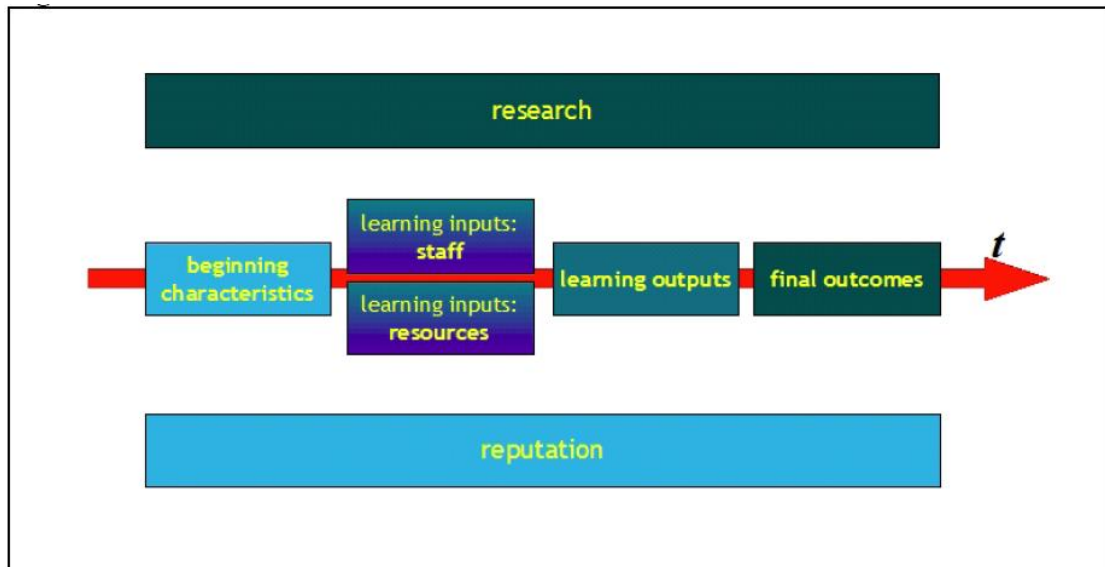 research
learning inputs:
staff
t
beginning
characteristics
learning outputs
final outcomes
learning inputs:
resources
reputation